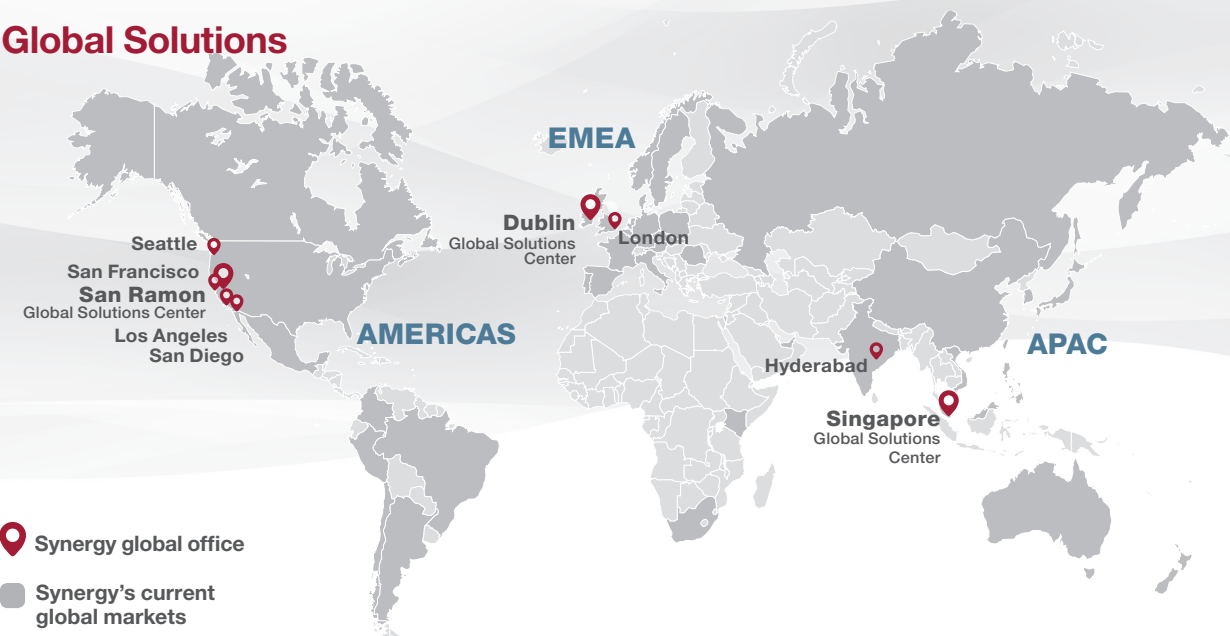 Global Solutions
EMEA
Dublin
Global Solutions
Center
London
Seattle
San Francisco
San Ramon
Global Solutions Center
Los Angeles
San Diego
AMERICAS
APAC
Hyderabad
Singapore
Global Solutions
Center
Synergy global office
Synergy’s current
global markets